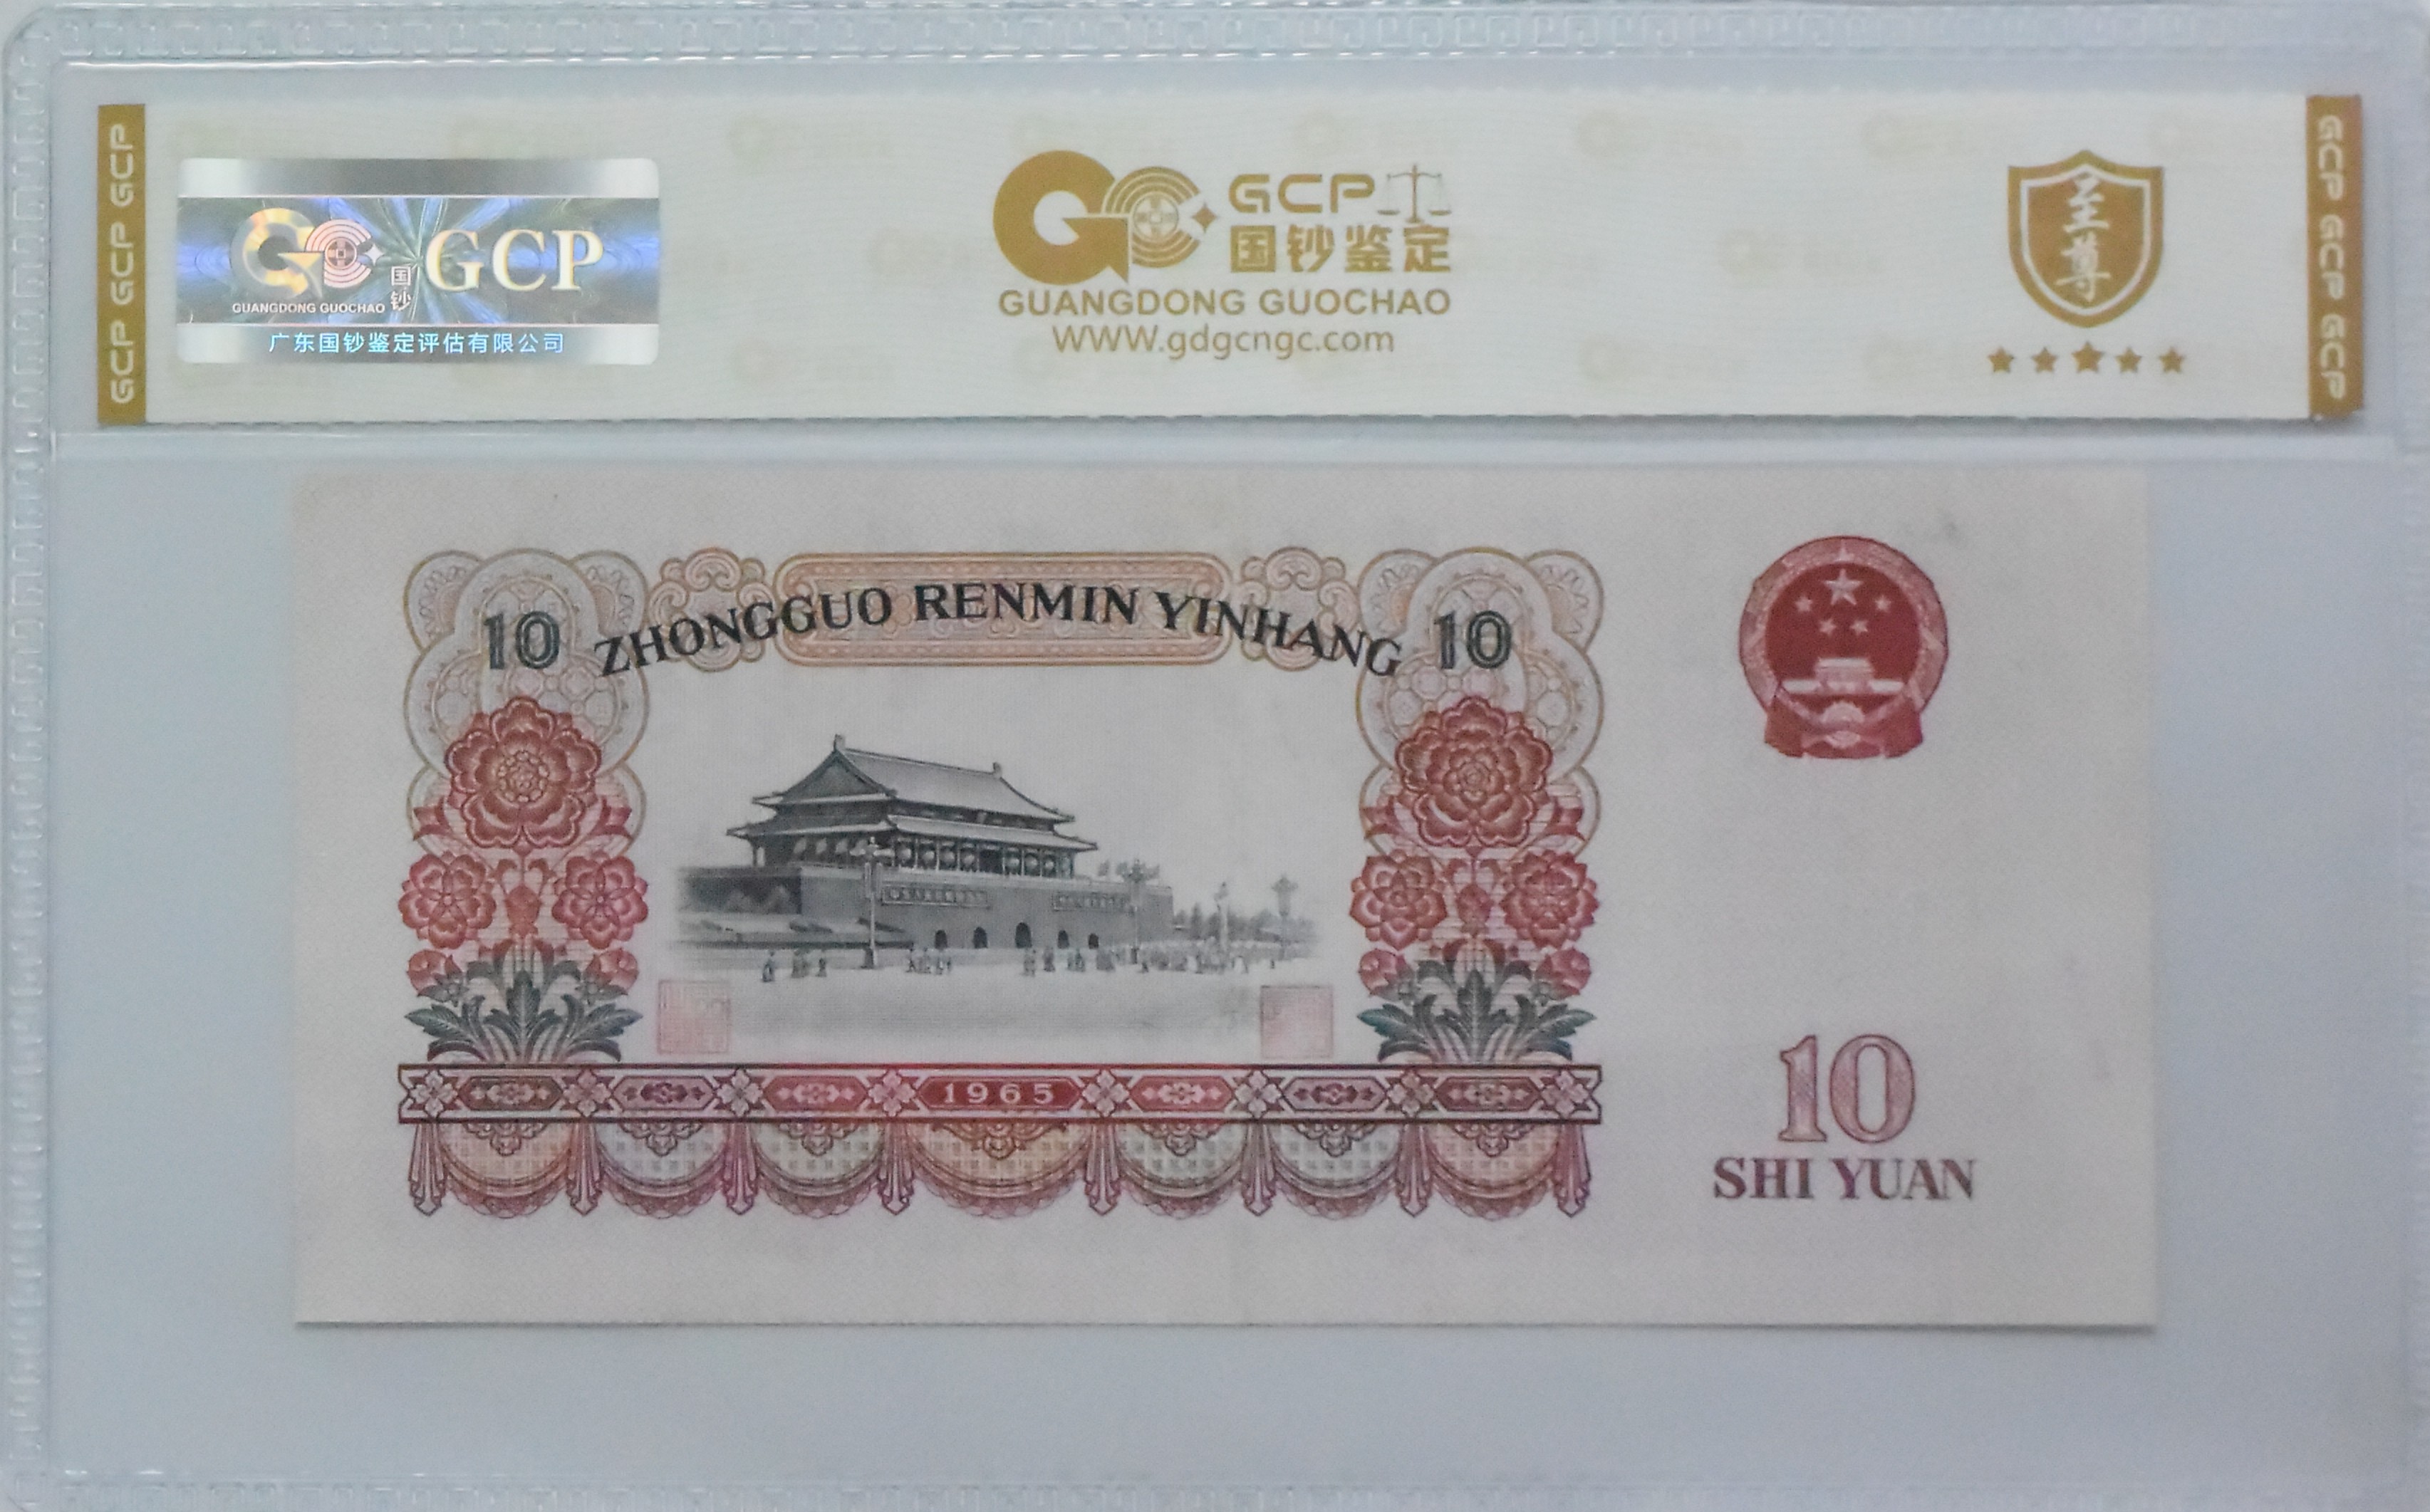 GCP GCP GCP
GUANGDONG GUOCHAO
国钞
GCP
广东国钞鉴定评估有限公司
GCP
国钞鉴定
GUANGDONG GUOCHAO
WWW.gdgcngc.com
至尊
GCP GCP GCP
10 ZHONGGUO RENMIN YINHANG 10
1965
10
SHI YUAN